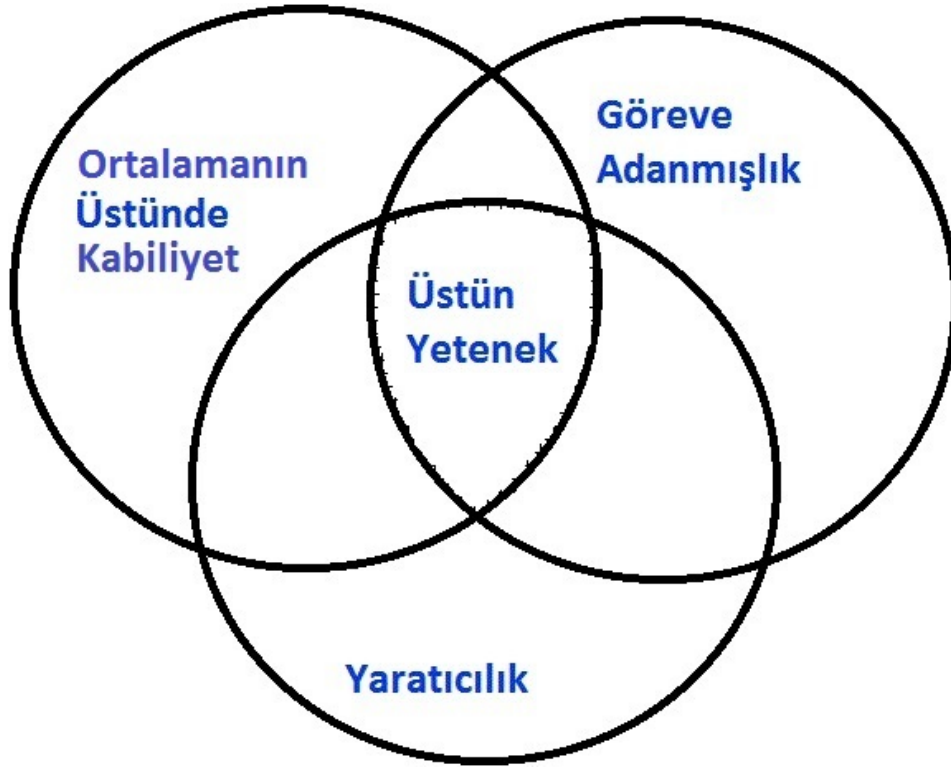 Ortalamanın
Üstünde
Kabiliyet
Göreve
Adanmışlık
Üstün
Yetenek
Yaratıcılık